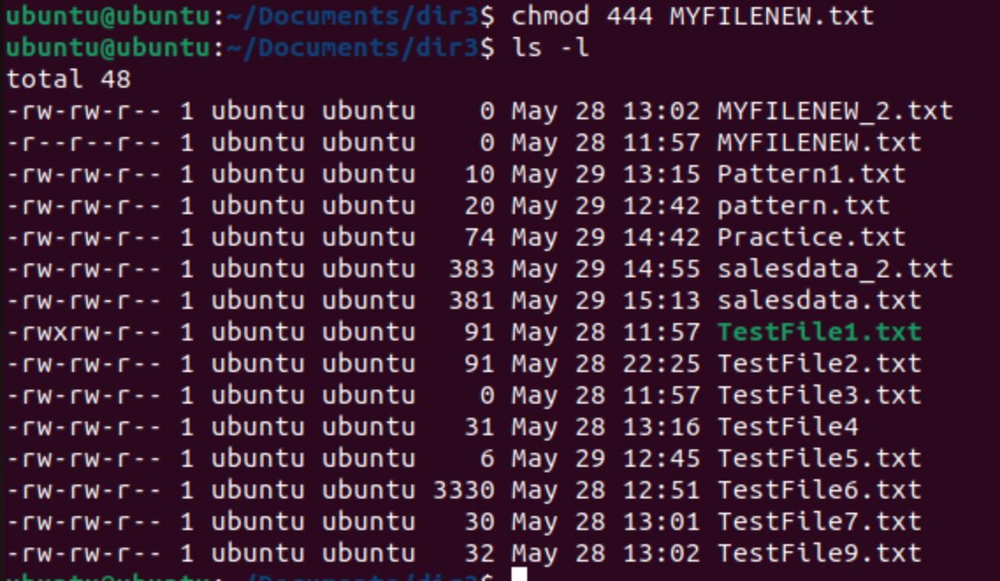 ubuntu@ubuntu:~/Documents/dir3$ chmod 444 MYFILENEW.txt
ubuntu@ubuntu:~/Documents/dir3$ ls -l
total 48
-rw-rw-r-- 1 ubuntu ubuntu    0 May 28 13:02 MYFILENEW_2.txt
-r--r--r-- 1 ubuntu ubuntu    0 May 28 11:57 MYFILENEW.txt
-rw-rw-r-- 1 ubuntu ubuntu   10 May 29 13:15 Pattern1.txt
-rw-rw-r-- 1 ubuntu ubuntu   20 May 29 12:42 pattern.txt
-rw-rw-r-- 1 ubuntu ubuntu   74 May 29 14:42 Practice.txt
-rw-rw-r-- 1 ubuntu ubuntu  383 May 29 14:55 salesdata_2.txt
-rw-rw-r-- 1 ubuntu ubuntu  381 May 29 15:13 salesdata.txt
-rwxrw-r-- 1 ubuntu ubuntu   91 May 28 11:57 TestFile1.txt
-rw-rw-r-- 1 ubuntu ubuntu   91 May 28 22:25 TestFile2.txt
-rw-rw-r-- 1 ubuntu ubuntu    0 May 28 11:57 TestFile3.txt
-rw-rw-r-- 1 ubuntu ubuntu   31 May 28 13:16 TestFile4
-rw-rw-r-- 1 ubuntu ubuntu    6 May 29 12:45 TestFile5.txt
-rw-rw-r-- 1 ubuntu ubuntu 3330 May 28 12:51 TestFile6.txt
-rw-rw-r-- 1 ubuntu ubuntu   30 May 28 13:01 TestFile7.txt
-rw-rw-r-- 1 ubuntu ubuntu   32 May 28 13:02 TestFile9.txt
ubuntu@ubuntu:~/Documents/dir3$